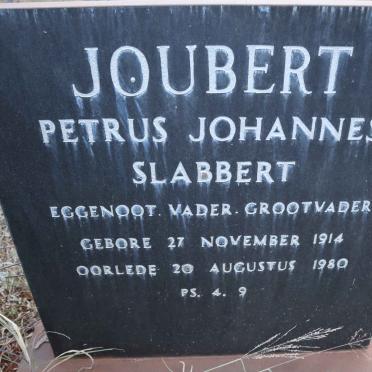 JOUBERT
PETRUS JOHANNES
SLABBERT
EGGENOOT. VADER. GROOTVADER
GEBORE 27 NOVEMBER 1914
OORLEDE 20 AUGUSTUS 1980
PS. 4. 9